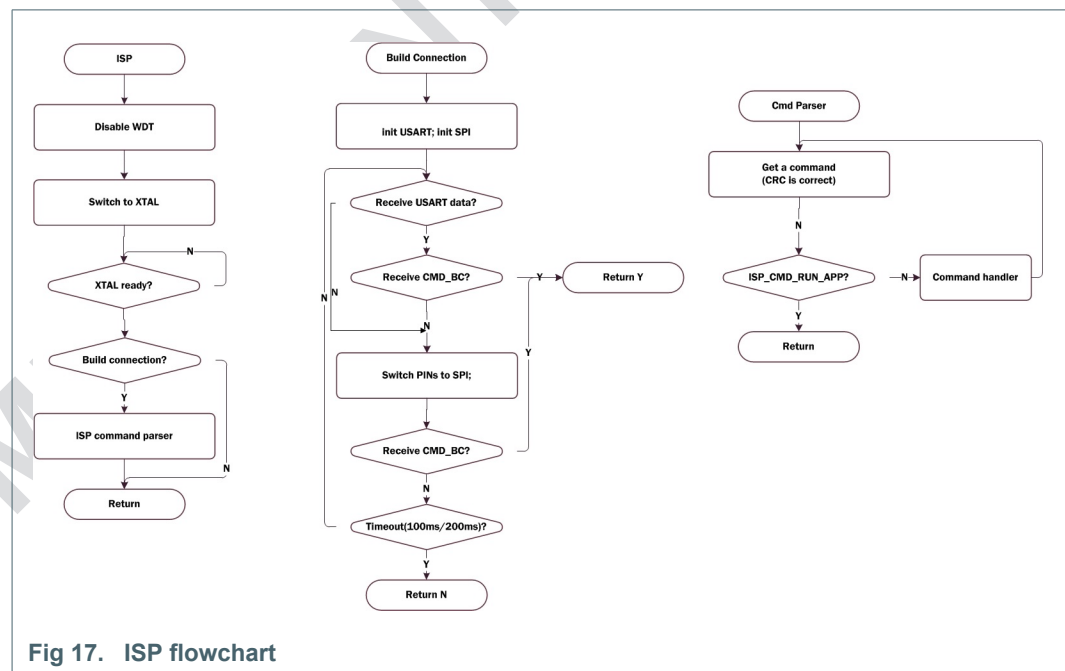 ISP
Disable WDT
Switch to XTAL
N
XTAL ready?
Build connection?
Y
ISP command parser
N
Return
Build Connection
init USART; init SPI
Receive USART data?
Y
Receive CMD_BC?
Y
Return Y
N
N
N
Switch PINs to SPI;
Y
Receive CMD_BC?
N
Timeout(100ms/200ms)?
Y
Return N
Cmd Parser
Get a command
(CRC is correct)
N
ISP_CMD_RUN_APP?
N
Command handler
Y
Return
Fig 17. ISP flowchart